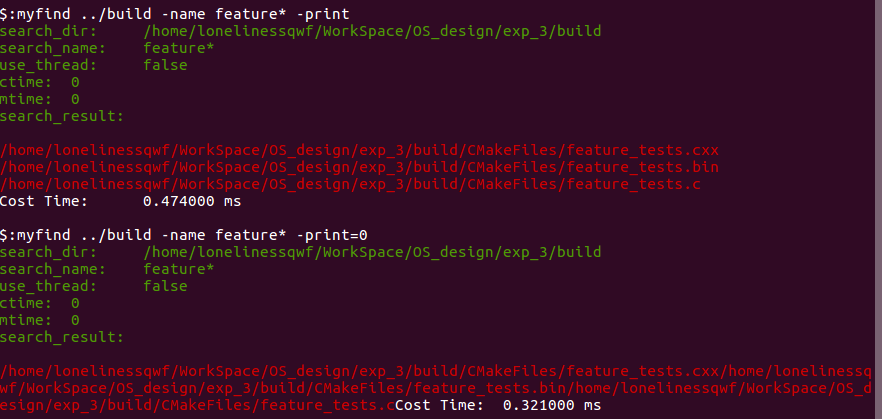 $:myfind ../build -name feature* -print
search_dir:     /home/lonelinessqwf/WorkSpace/OS_design/exp_3/build
search_name:    feature*
use_thread:     false
ctime:  0
mtime:  0
search_result:
/home/lonelinessqwf/WorkSpace/OS_design/exp_3/build/CMakeFiles/feature_tests.cxx
/home/lonelinessqwf/WorkSpace/OS_design/exp_3/build/CMakeFiles/feature_tests.bin
/home/lonelinessqwf/WorkSpace/OS_design/exp_3/build/CMakeFiles/feature_tests.c
Cost Time:      0.474000 ms
$:myfind ../build -name feature* -print=0
search_dir:     /home/lonelinessqwf/WorkSpace/OS_design/exp_3/build
search_name:    feature*
use_thread:     false
ctime:  0
mtime:  0
search_result:
/home/lonelinessqwf/WorkSpace/OS_design/exp_3/build/CMakeFiles/feature_tests.cxx/home/lonelinessq
wf/WorkSpace/OS_design/exp_3/build/CMakeFiles/feature_tests.bin/home/lonelinessqwf/WorkSpace/OS_d
esign/exp_3/build/CMakeFiles/feature_tests.cCost Time:  0.321000 ms